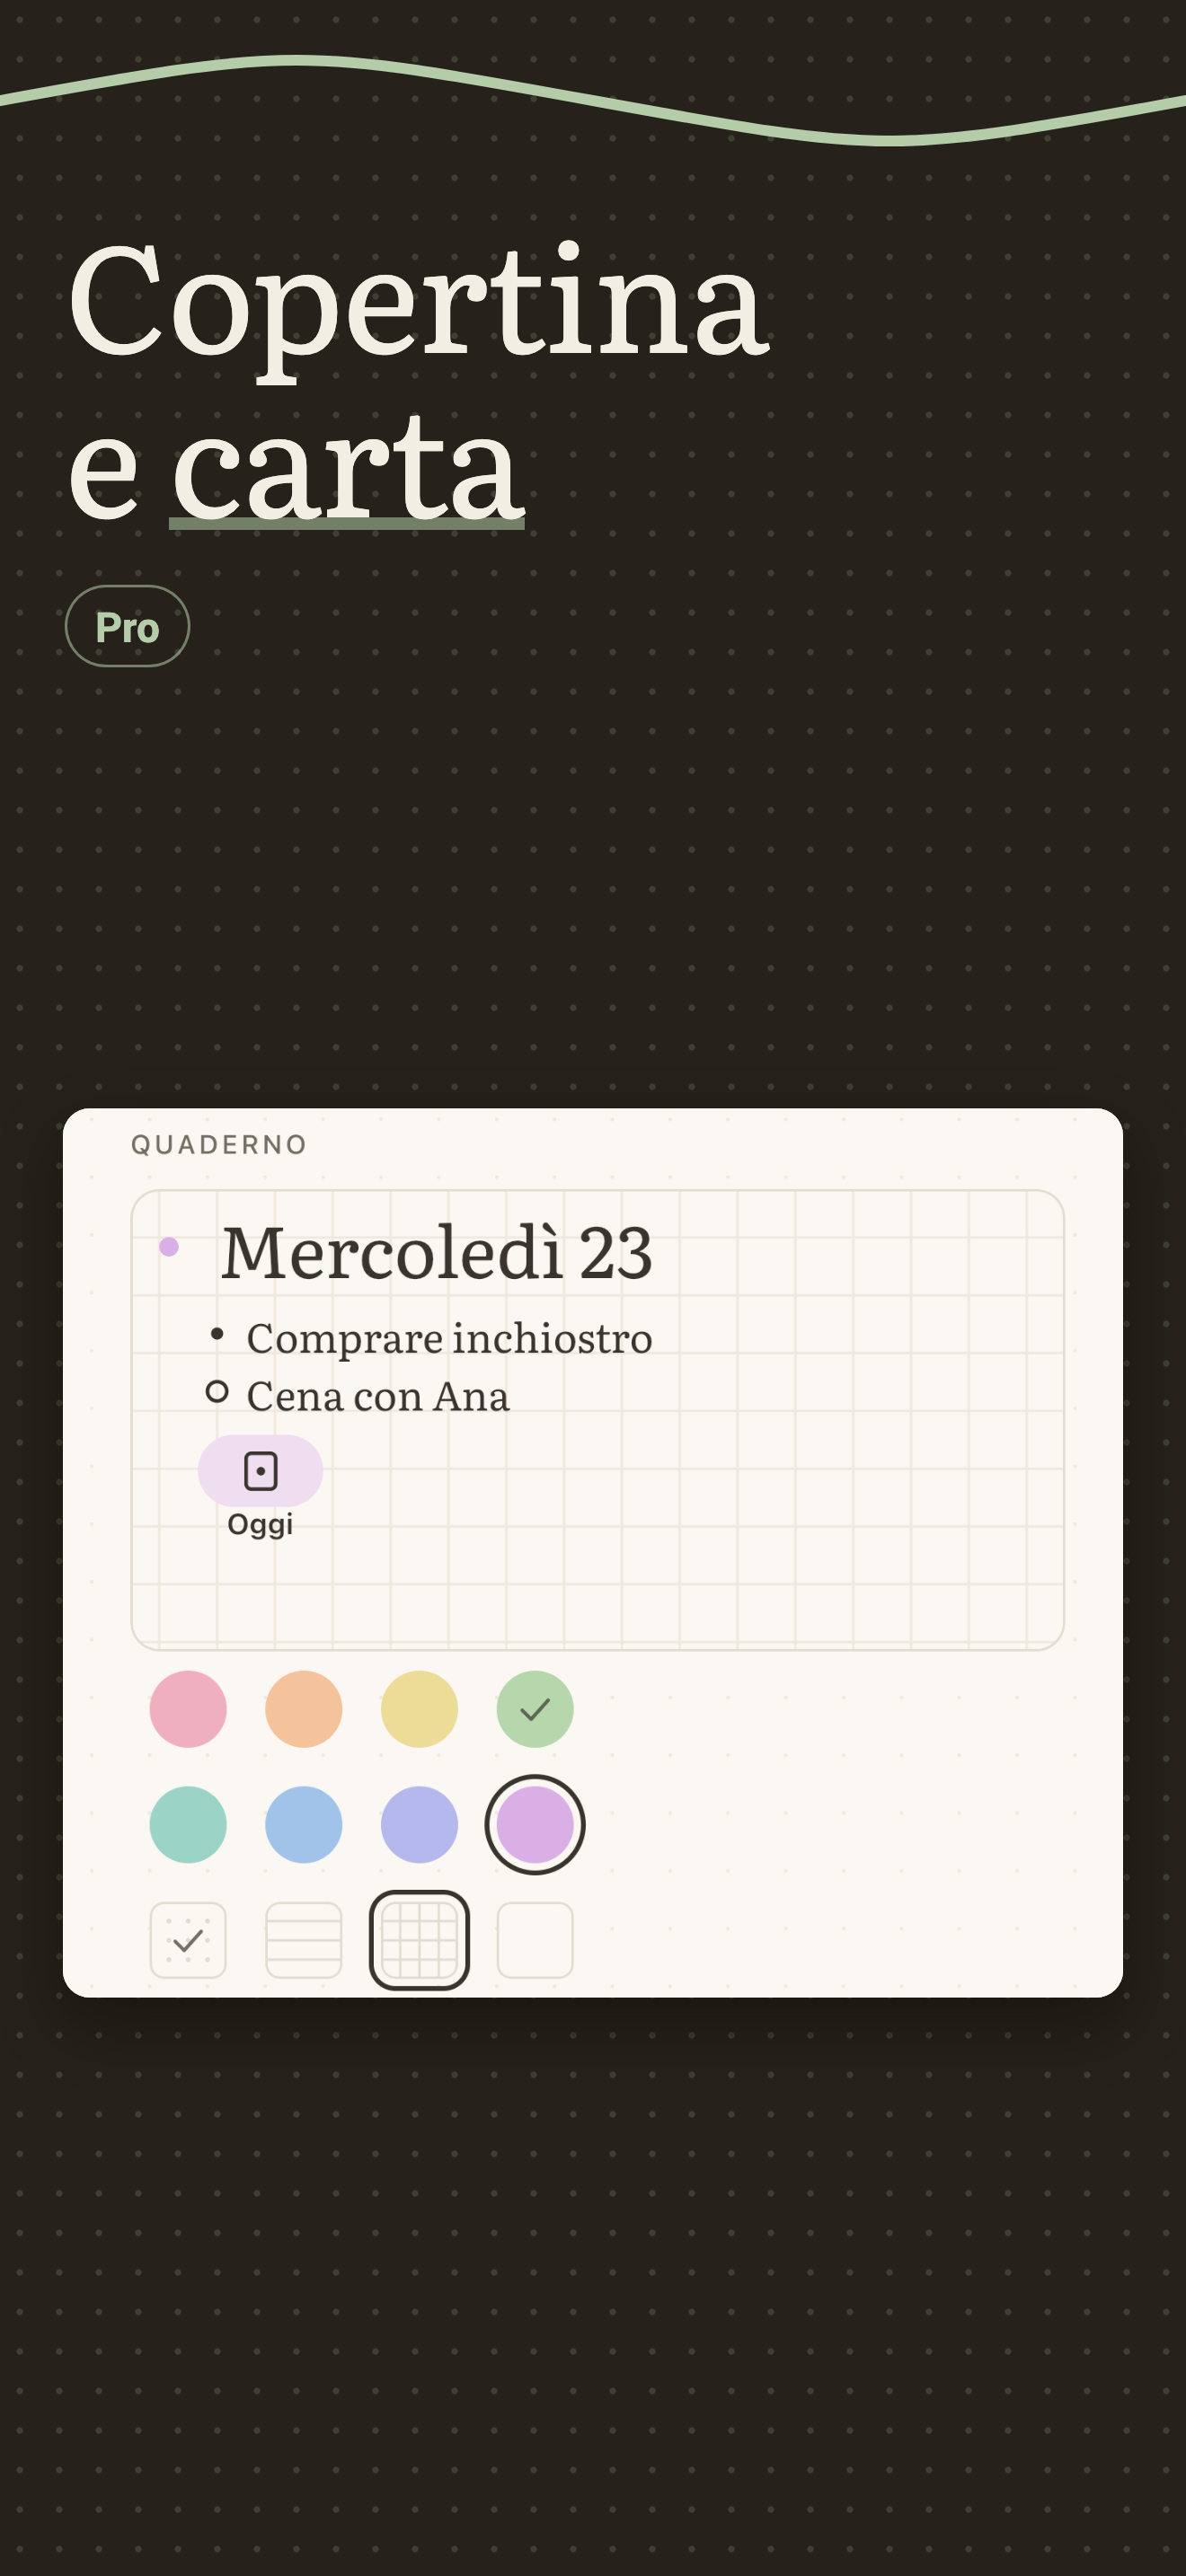 Copertina
e carta
Pro
QUADERNO
Mercoledì 23
Comprare inchiostro
Cena con Ana
Oggi